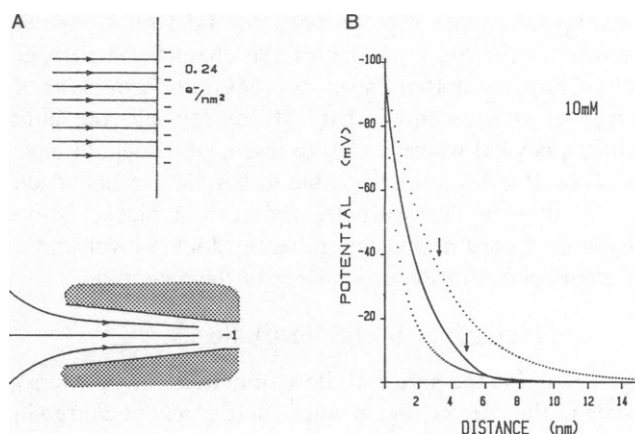 A
0.24
e-/nm2
-1
B
-100
-80
-60
-40
-20
POTENTIAL (mV)
10mM
2 4 6 8 10 12 14
DISTANCE (nm)